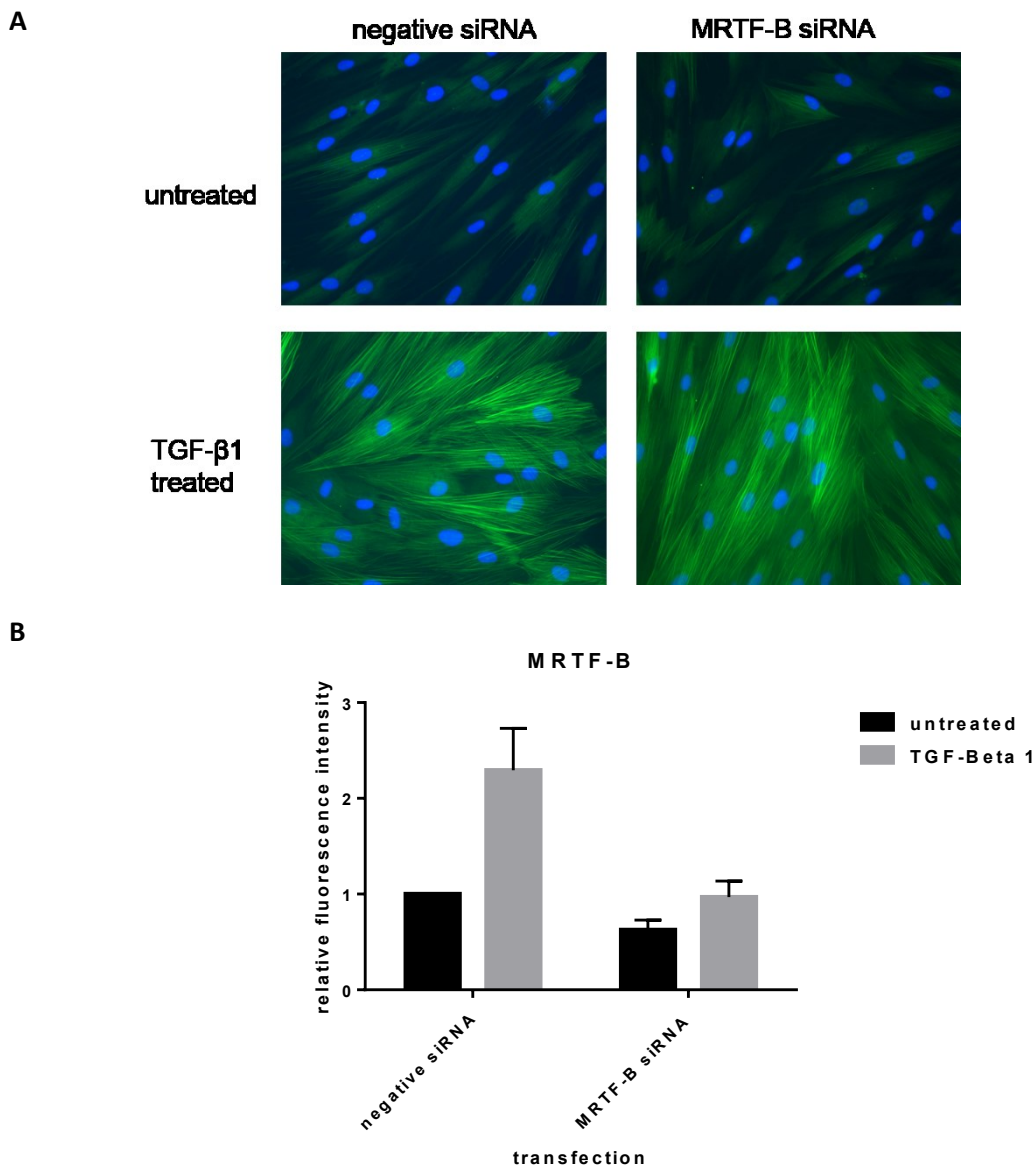 A
negative siRNA
MRTF-B siRNA
untreated
TGF-β1
treated
B
MRTF-B
relative fluorescence intensity
3
2
1
0
untreated
TGF-Beta 1
negative siRNA
MRTF-B siRNA
transfection